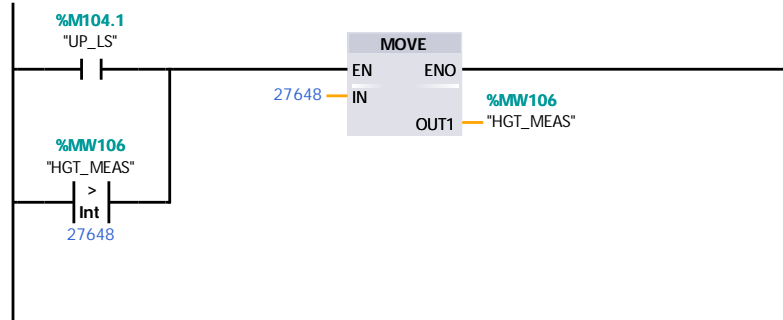 %M104.1
"UP_LS"
MOVE
EN ENO
27648 IN
%MW106
OUT1 "HGT_MEAS"
%MW106
"HGT_MEAS"
>
Int
27648